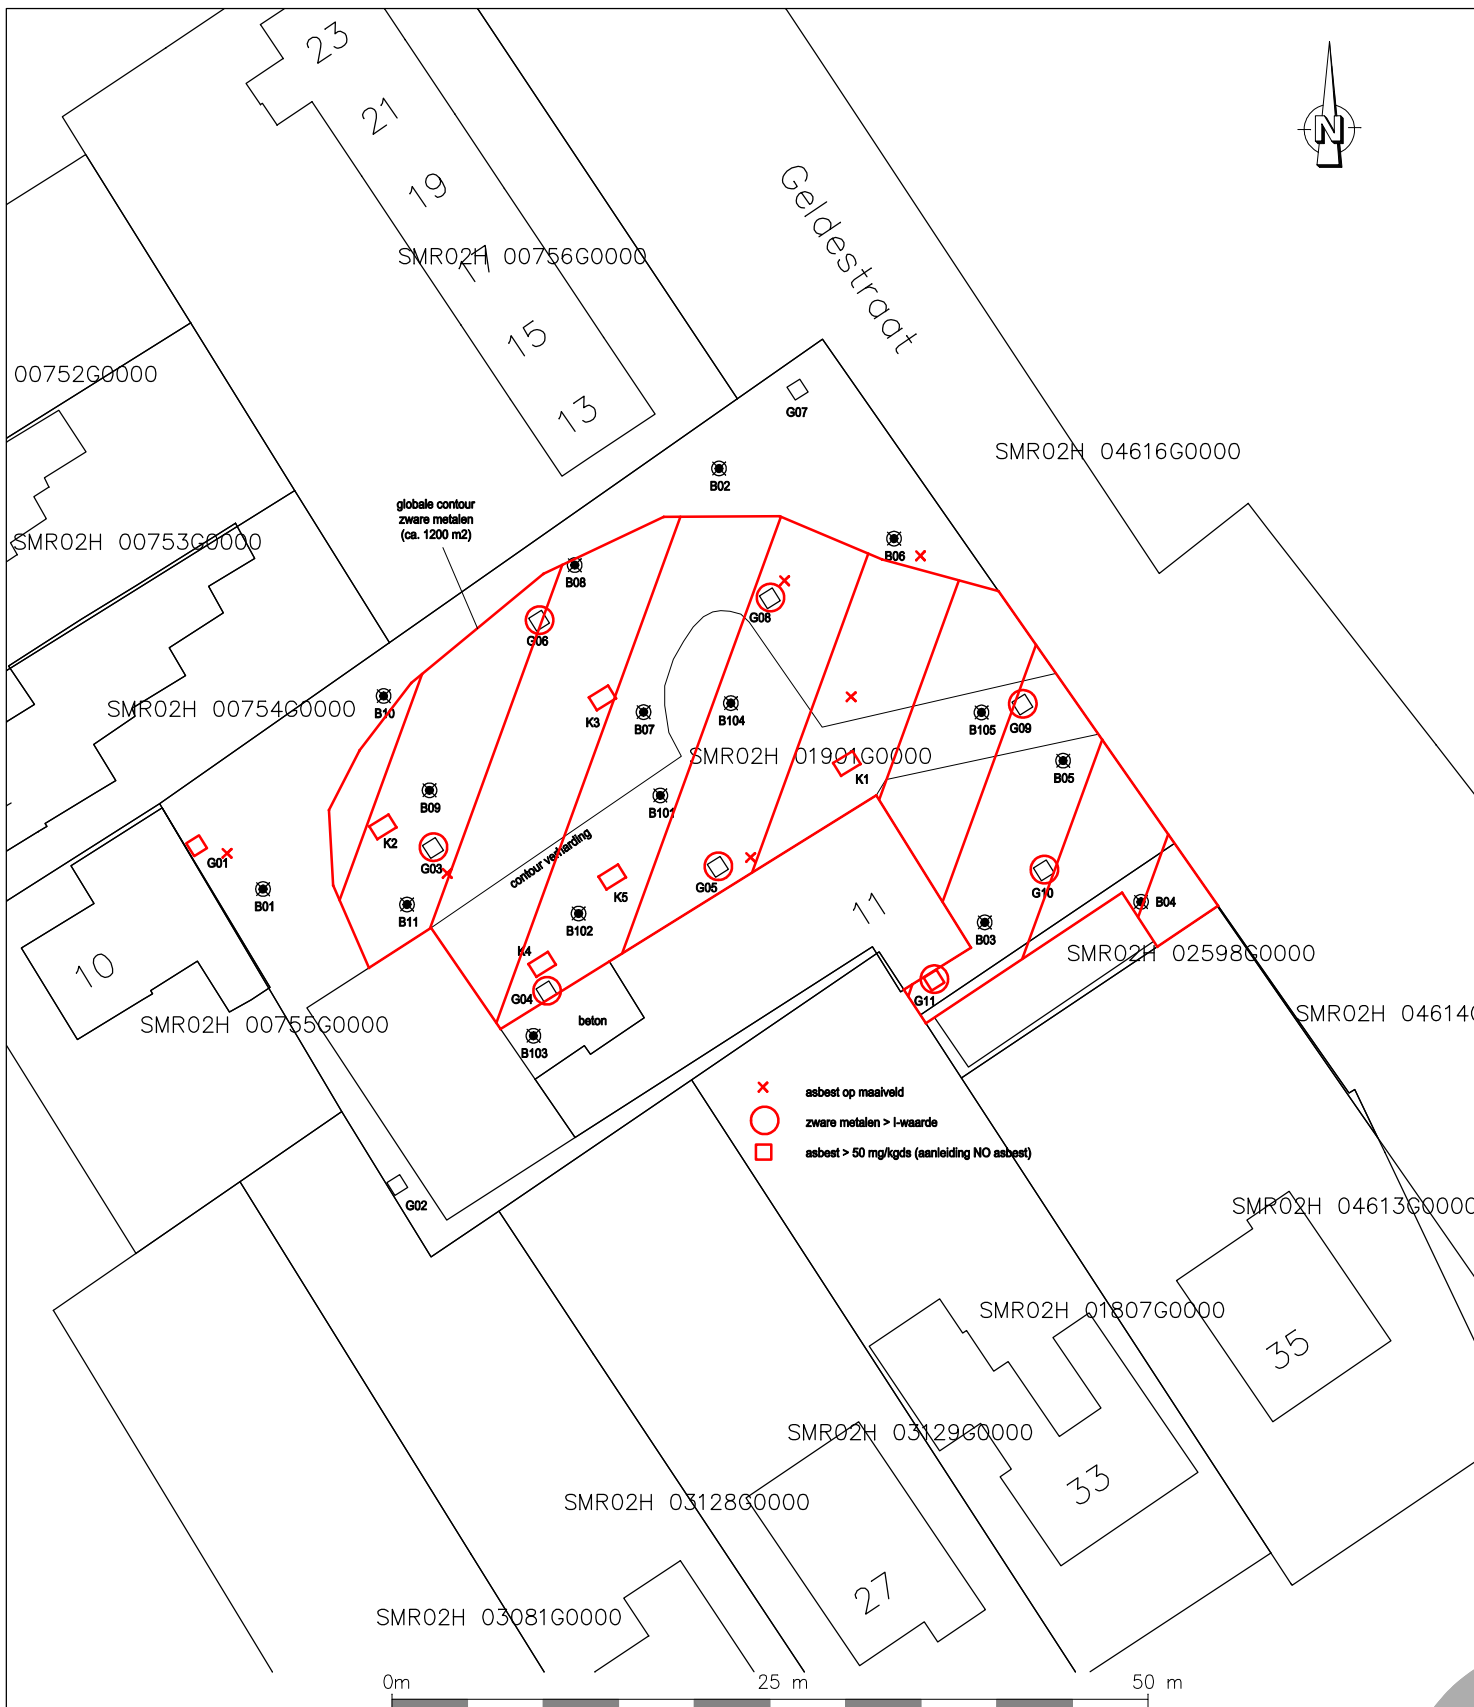 23
21
19
SMR02H 00756G0000
17
15
13
Geldestraat
N
00752G0000
G07
SMR02H 04616G0000
B02
globale contour
zware metalen
(ca. 1200 m2)
SMR02H 00753G0000
B06
B08
G08
G06
SMR02H 00754G0000
B10
K3
B07
B104
B105
G09
SMR02H 01901G0000
K1
B05
B09
B101
K2
contour verharding
G01
G03
G05
G10
B01
B11
K5
11
B04
B102
B03
K4
SMR02H 02598G0000
10
G04
G11
SMR02H 00755G0000
beton
SMR02H 04614
B103
asbest op maaiveld
zware metalen > I-waarde
asbest > 50 mg/kgds (aanleiding NO asbest)
G02
SMR02H 04613G0000
SMR02H 01807G0000
35
SMR02H 03129G0000
33
SMR02H 03128G0000
27
SMR02H 03081G0000
0m 25 m 50 m